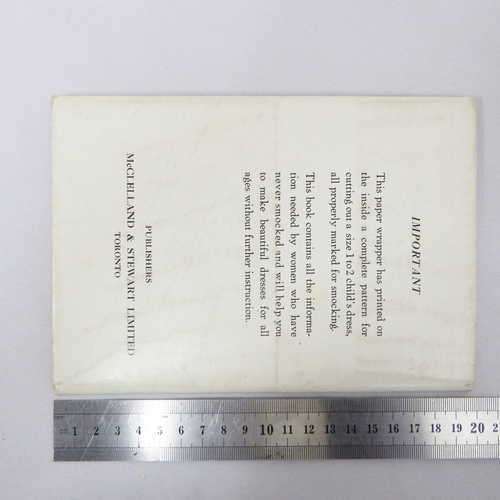 IMPORTANT
This paper wrapper has printed on
the inside a complete pattern for
cutting out a size 1 to 2 child's dress,
all properly marked for smocking.
This book contains all the informa-
tion needed by women who have
never smocked and will help you
to make beautiful dresses for all
ages without further instruction.
PUBLISHERS
McCLELLAND & STEWART LIMITED
TORONTO
1 2 3 4 5 6 7 8 9 10 11 12 13 14 15 16 17 18 19 20 2